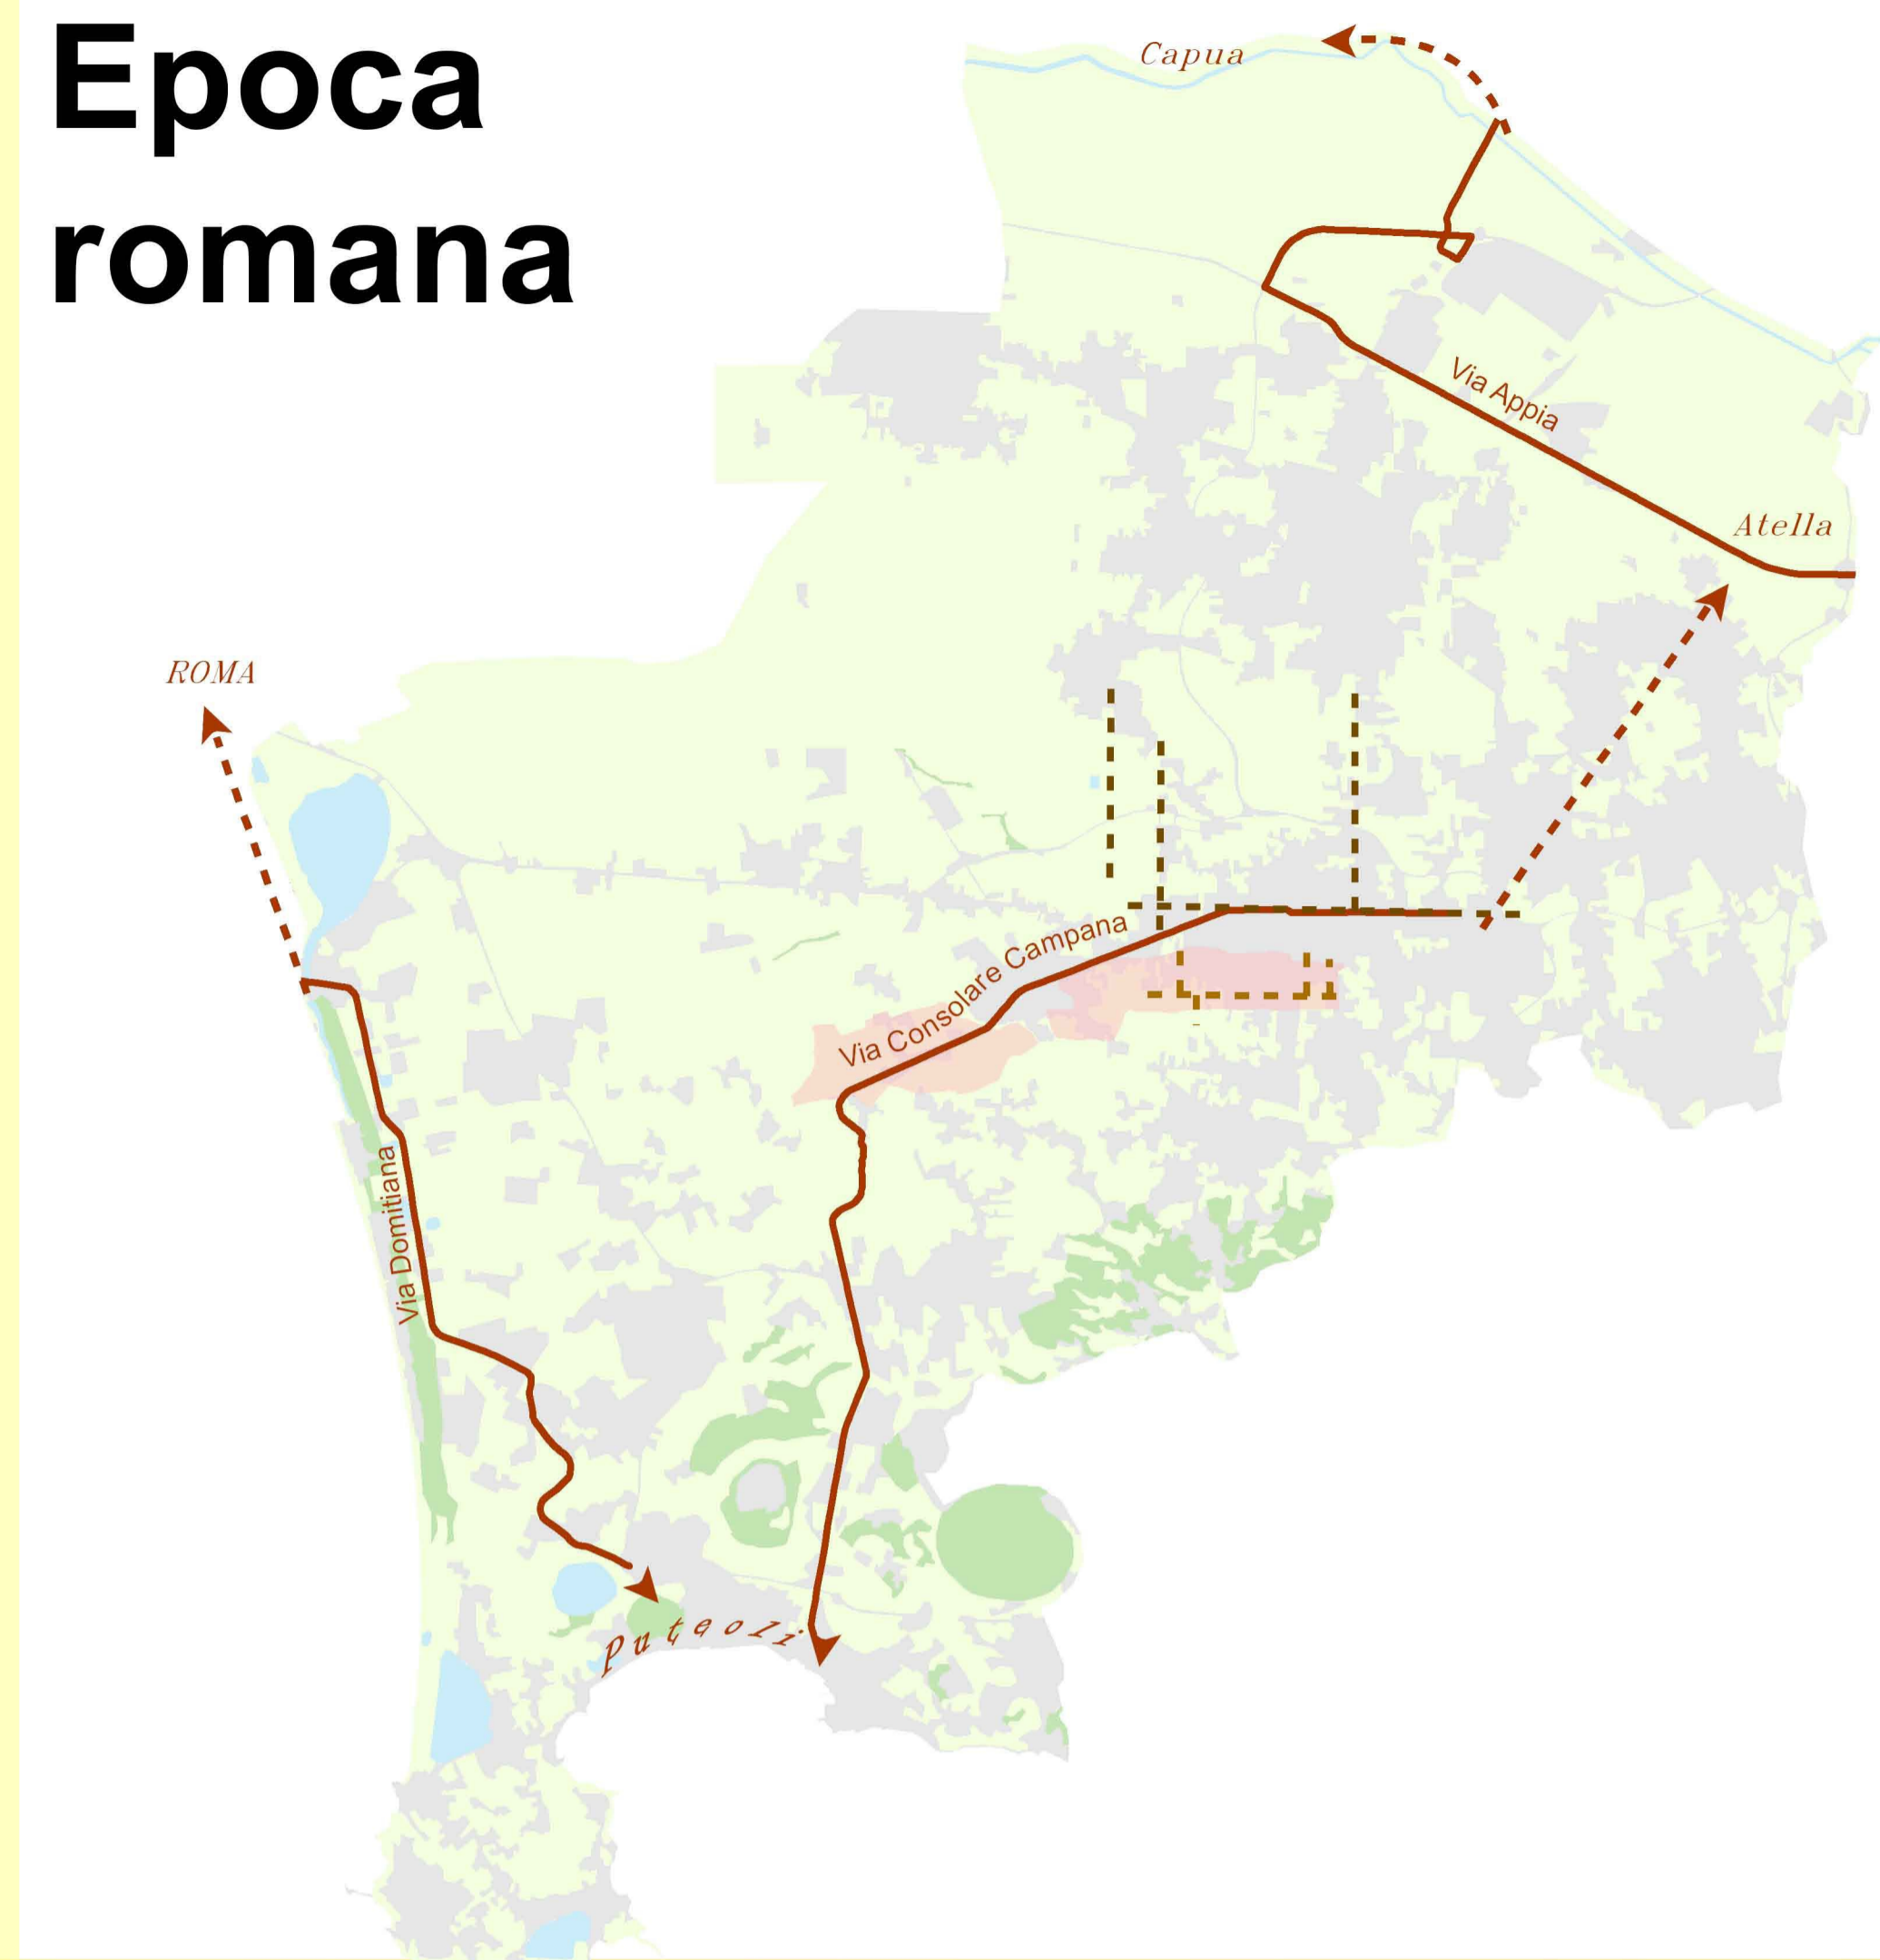 Epoca
romana
Capua
Via Appia
Atella
ROMA
Via Consolare Campana
Via Domitiana
Puteoli